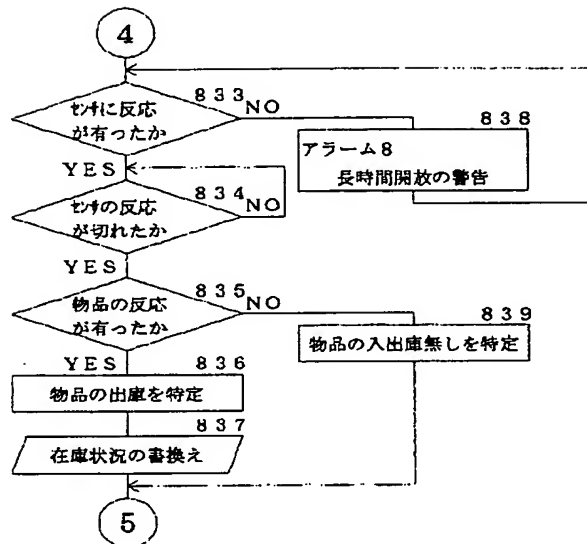 4
センサに反応
が有ったか
833
NO
838
アラーム8
長時間開放の警告
YES
センサの反応
が切れたか
834
NO
YES
物品の反応
が有ったか
835
NO
839
物品の入出庫無しを特定
YES
836
物品の出庫を特定
837
在庫状況の書換え
5